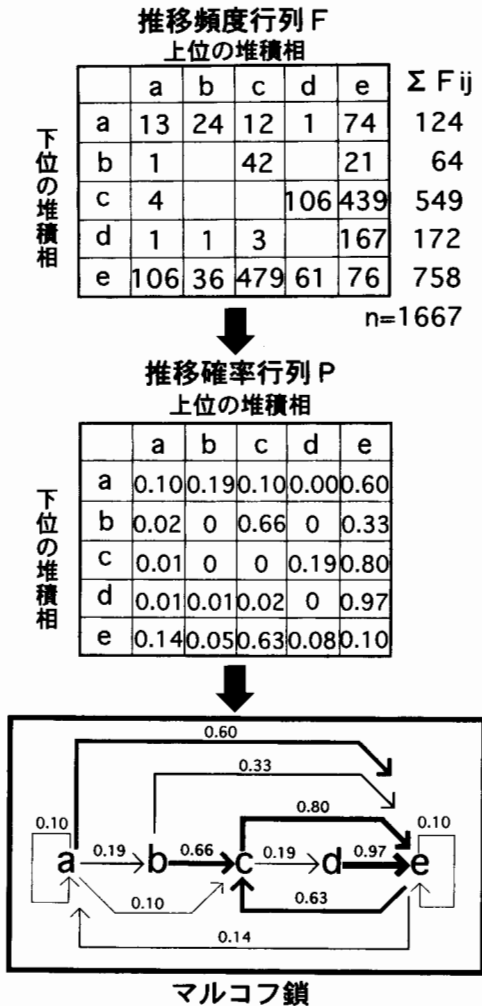 推移頻度行列F
上位の堆積相
a b c d e Σ Fij
下位の堆積相
a 13 24 12 1 74 124
b 1 42 21 64
c 4 106 439 549
d 1 1 3 167 172
e 106 36 479 61 76 758
n=1667
推移確率行列P
上位の堆積相
a b c d e
下位の堆積相
a 0.10 0.19 0.10 0.00 0.60
b 0.02 0 0.66 0 0.33
c 0.01 0 0 0.19 0.80
d 0.01 0.01 0.02 0 0.97
e 0.14 0.05 0.63 0.08 0.10
0.60
0.33
0.10 0.80 0.10
a 0.19 b 0.66 c 0.19 d 0.97 e
0.10 0.63
0.14
マルコフ鎖